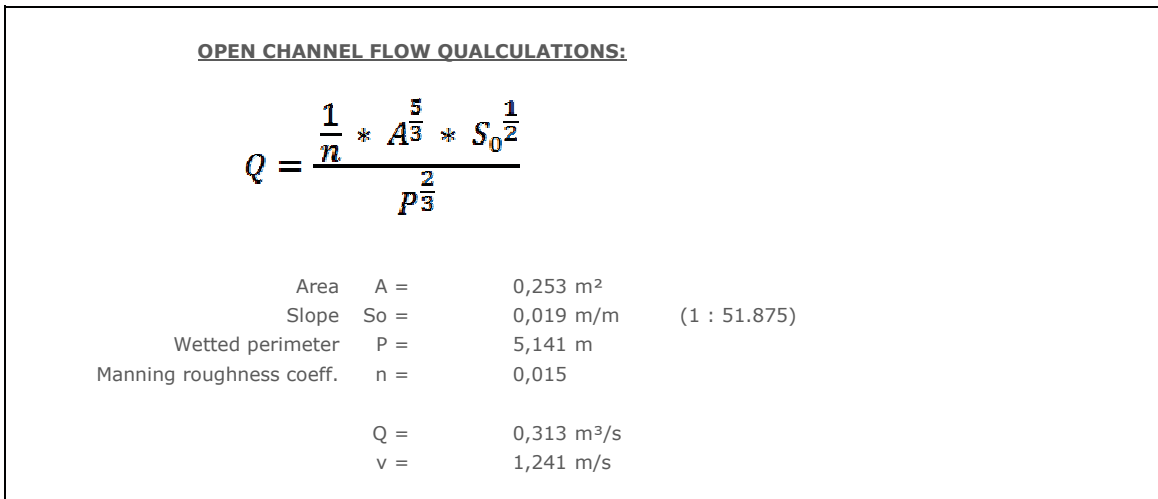 OPEN CHANNEL FLOW QUALCULATIONS:
Q = (1/n * A^(5/3) * S₀^(1/2)) / P^(2/3)
Area A = 0,253 m²
Slope So = 0,019 m/m (1 : 51.875)
Wetted perimeter P = 5,141 m
Manning roughness coeff. n = 0,015
Q = 0,313 m³/s
v = 1,241 m/s